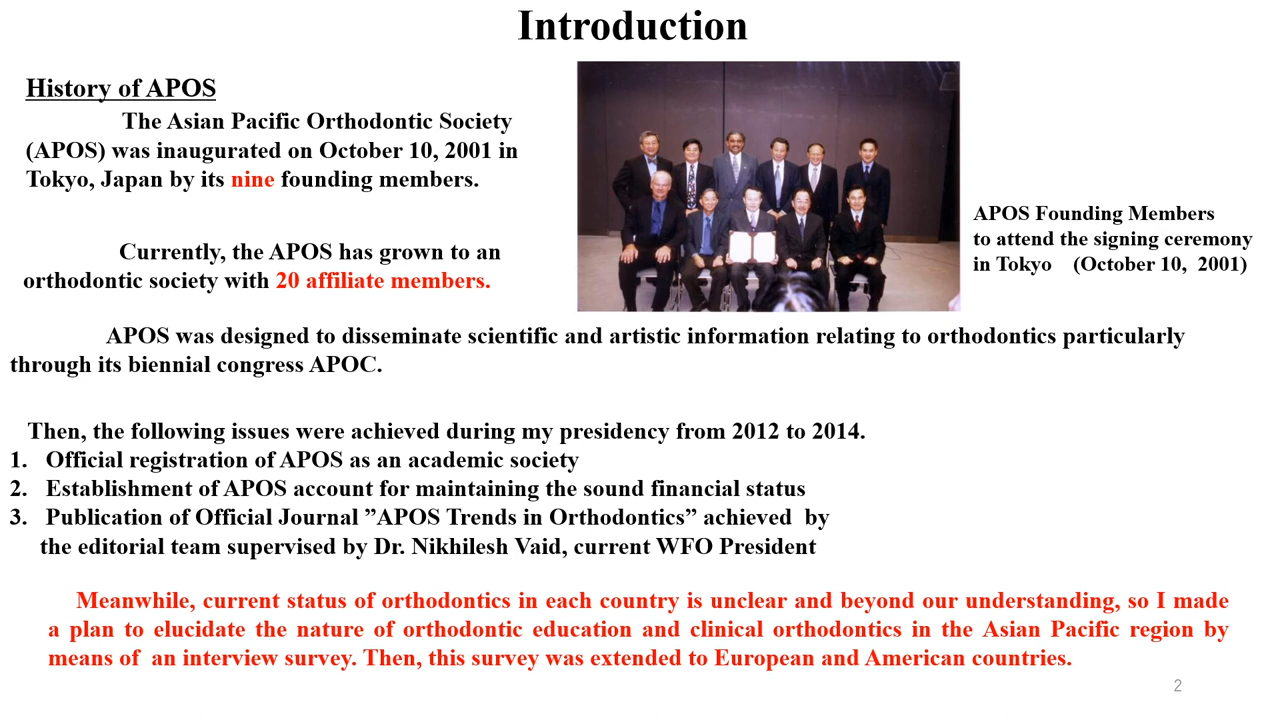 Introduction
History of APOS
The Asian Pacific Orthodontic Society
(APOS) was inaugurated on October 10, 2001 in
Tokyo, Japan by its nine founding members.
Currently, the APOS has grown to an
orthodontic society with 20 affiliate members.
APOS Founding Members
to attend the signing ceremony
in Tokyo (October 10, 2001)
APOS was designed to disseminate scientific and artistic information relating to orthodontics particularly
through its biennial congress APOC.
Then, the following issues were achieved during my presidency from 2012 to 2014.
1. Official registration of APOS as an academic society
2. Establishment of APOS account for maintaining the sound financial status
3. Publication of Official Journal ”APOS Trends in Orthodontics” achieved by
the editorial team supervised by Dr. Nikhilesh Vaid, current WFO President
Meanwhile, current status of orthodontics in each country is unclear and beyond our understanding, so I made
a plan to elucidate the nature of orthodontic education and clinical orthodontics in the Asian Pacific region by
means of an interview survey. Then, this survey was extended to European and American countries.
2